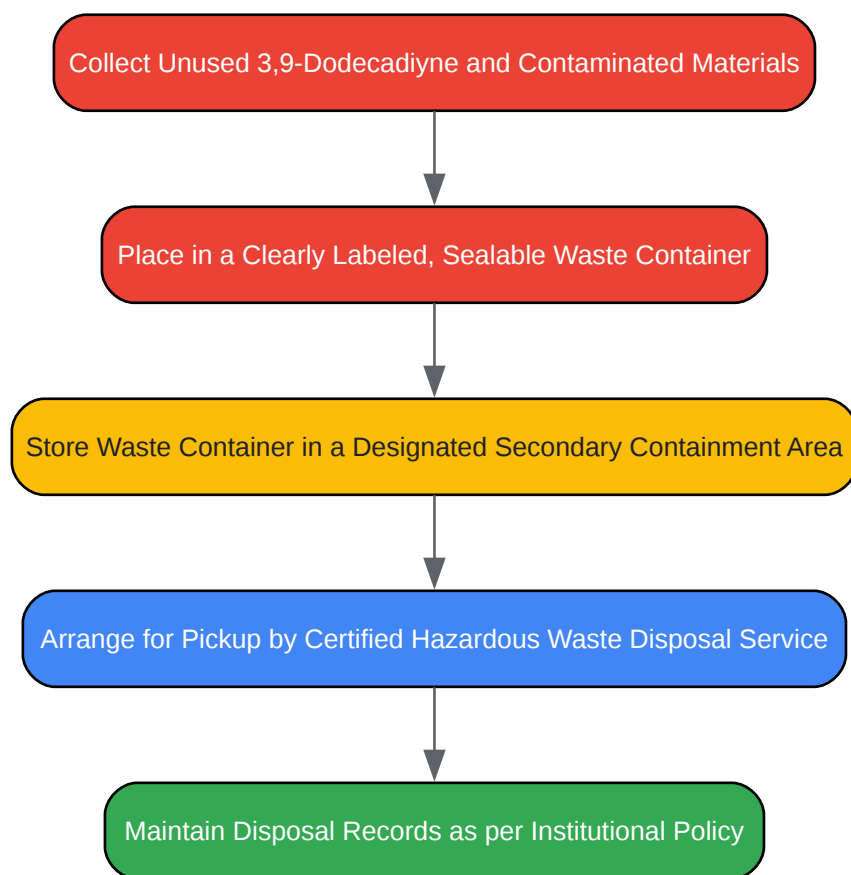 Collect Unused 3,9-Dodecadiyne and Contaminated Materials
Place in a Clearly Labeled, Sealable Waste Container
Store Waste Container in a Designated Secondary Containment Area
Arrange for Pickup by Certified Hazardous Waste Disposal Service
Maintain Disposal Records as per Institutional Policy